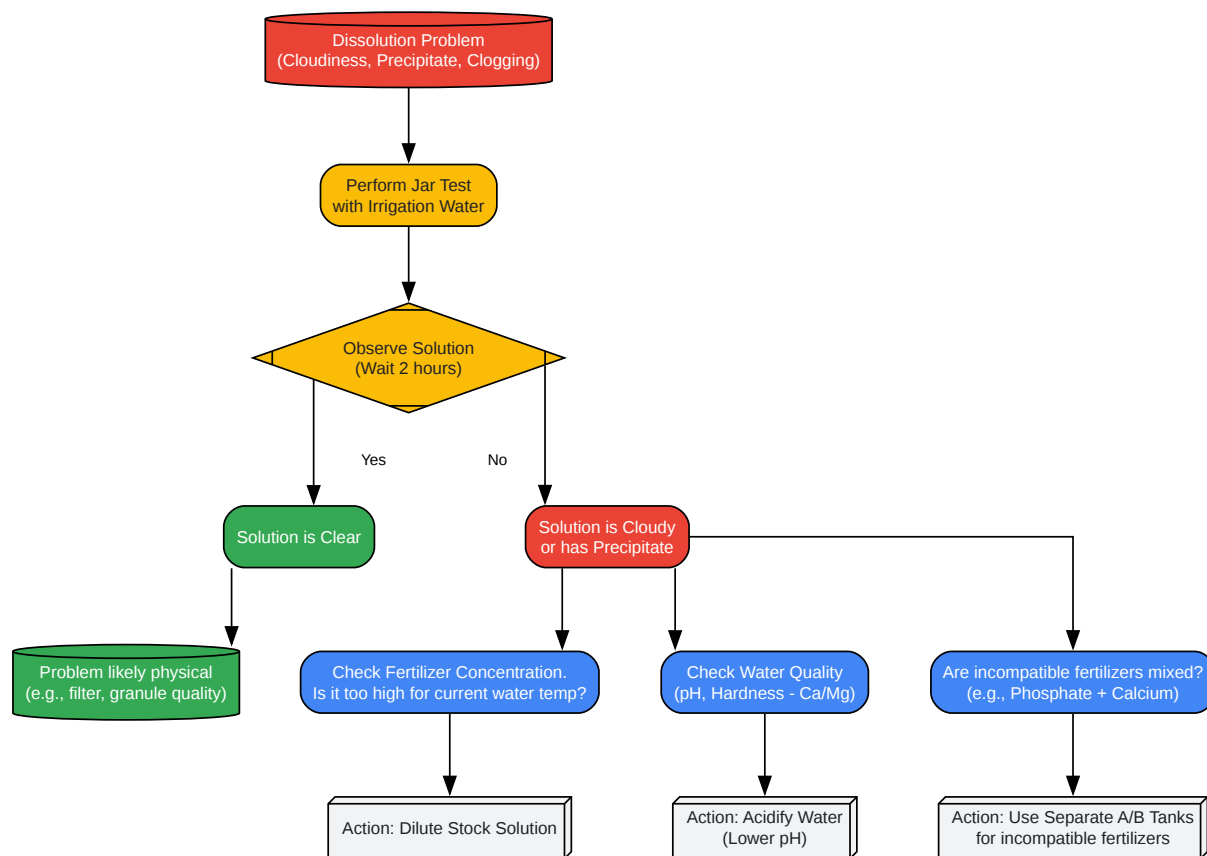 Dissolution Problem
(Cloudiness, Precipitate, Clogging)
Perform Jar Test
with Irrigation Water
Observe Solution
(Wait 2 hours)
Yes
No
Solution is Clear
Solution is Cloudy
or has Precipitate
Problem likely physical
(e.g., filter, granule quality)
Check Fertilizer Concentration.
Is it too high for current water temp?
Check Water Quality
(pH, Hardness - Ca/Mg)
Are incompatible fertilizers mixed?
(e.g., Phosphate + Calcium)
Action: Dilute Stock Solution
Action: Acidify Water
(Lower pH)
Action: Use Separate A/B Tanks
for incompatible fertilizers